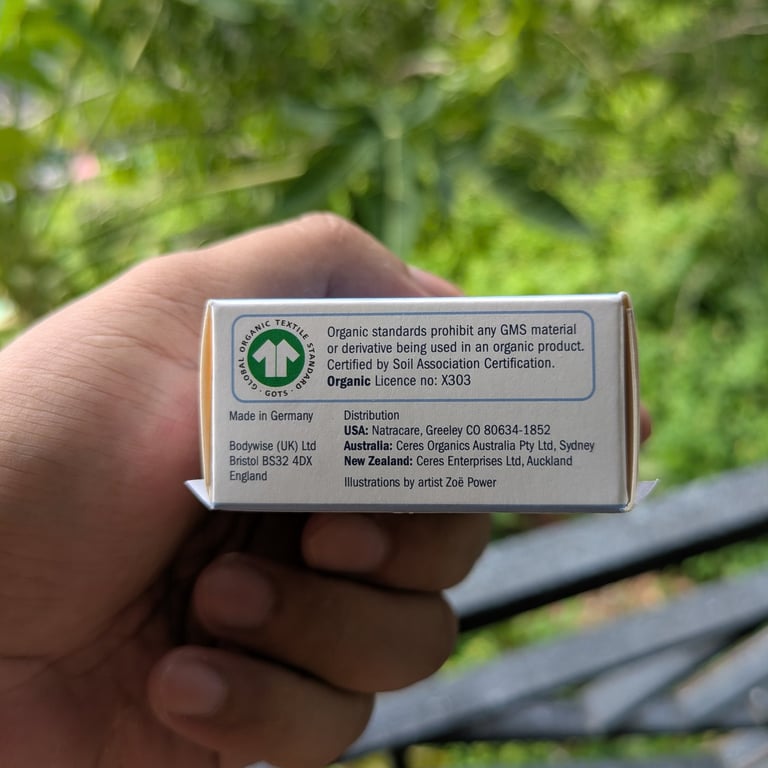 GLOBAL ORGANIC TEXTILE STANDARD · GOTS ·
Organic standards prohibit any GMS material
or derivative being used in an organic product.
Certified by Soil Association Certification.
Organic Licence no: X303
Made in Germany
Bodywise (UK) Ltd
Bristol BS32 4DX
England
Distribution
USA: Natracare, Greeley CO 80634-1852
Australia: Ceres Organics Australia Pty Ltd, Sydney
New Zealand: Ceres Enterprises Ltd, Auckland
Illustrations by artist Zoë Power